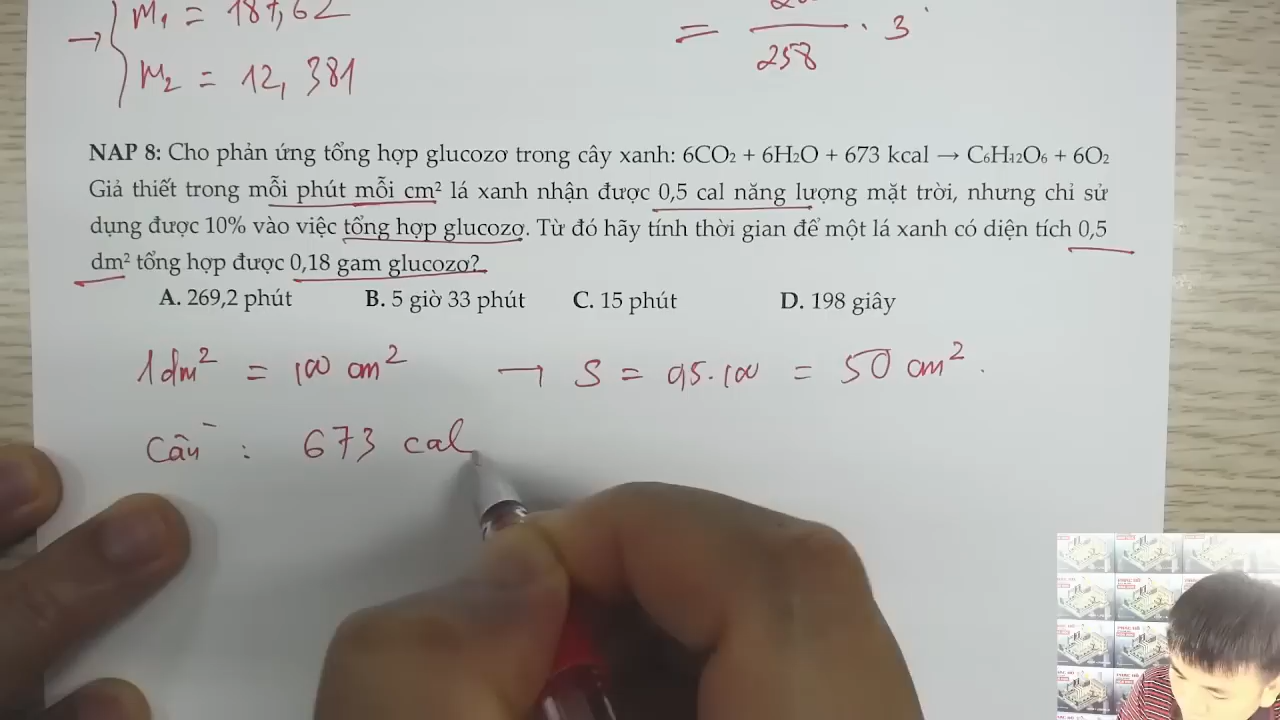 → { m₁ = 187,62
m₂ = 12, 381
= / 258 . 3
NAP 8: Cho phản ứng tổng hợp glucozơ trong cây xanh: 6CO₂ + 6H₂O + 673 kcal → C₆H₁₂O₆ + 6O₂
Giả thiết trong mỗi phút mỗi cm² lá xanh nhận được 0,5 cal năng lượng mặt trời, nhưng chỉ sử
dụng được 10% vào việc tổng hợp glucozơ. Từ đó hãy tính thời gian để một lá xanh có diện tích 0,5
dm² tổng hợp được 0,18 gam glucozơ?
A. 269,2 phút B. 5 giờ 33 phút C. 15 phút D. 198 giây
1dm² = 100 cm² → S = 0,5.100 = 50 cm².
Cần : 673 cal